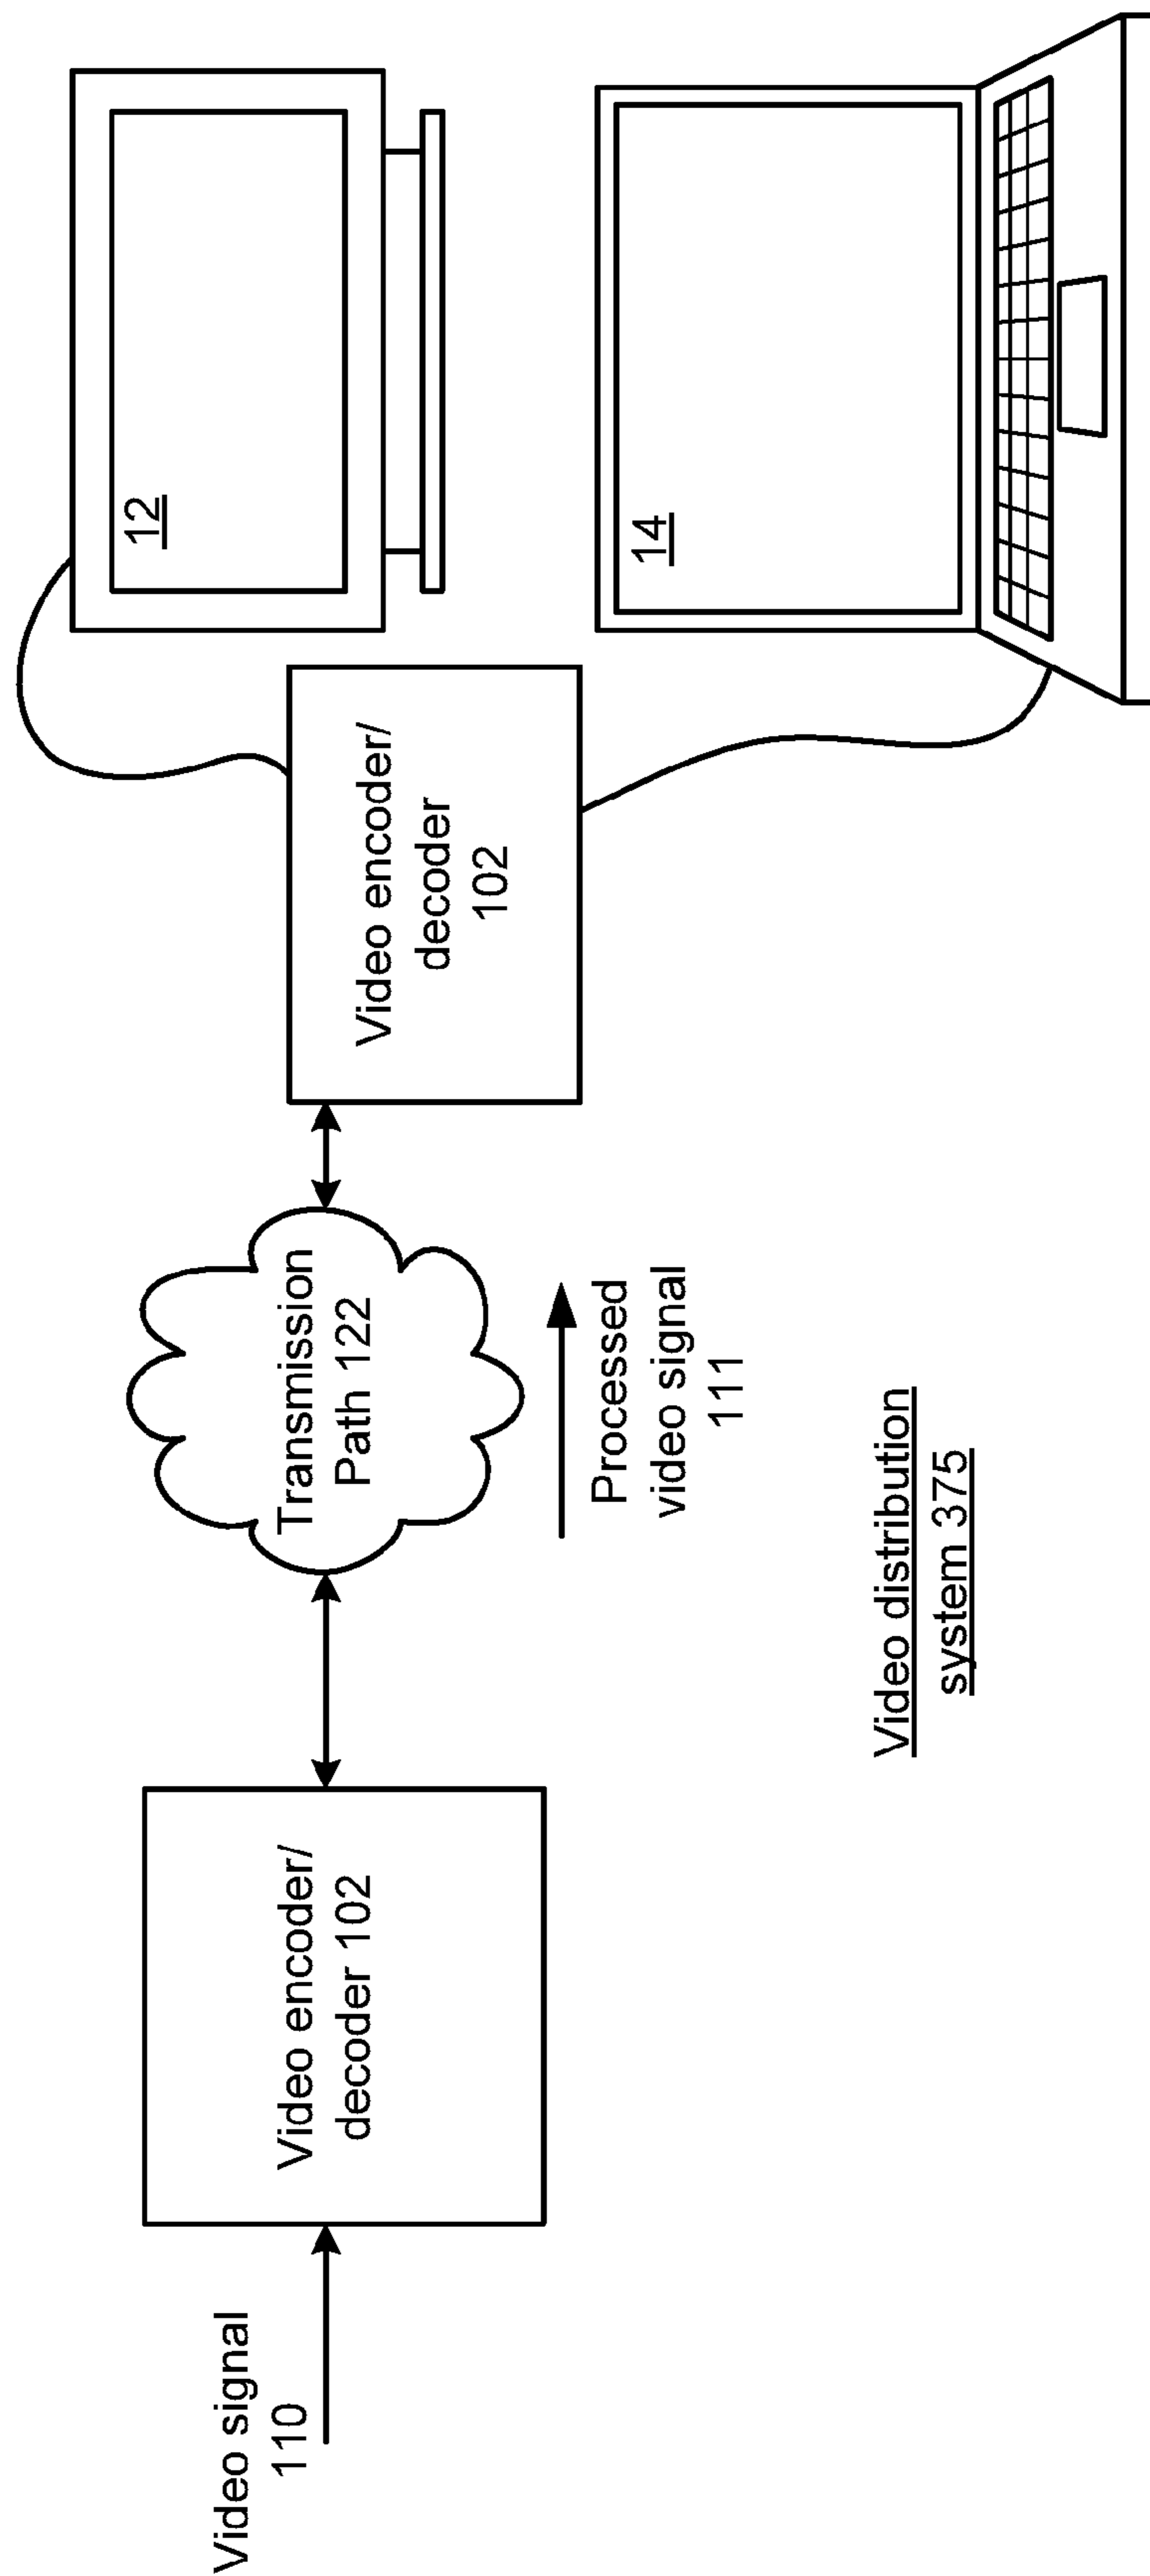 Video signal
110
Video encoder/
decoder 102
Transmission
Path 122
Processed
video signal
111
Video encoder/
decoder
102
12
14
Video distribution
system 375